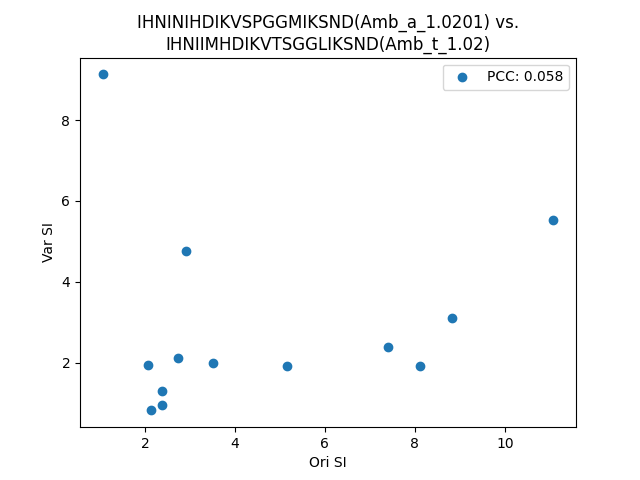 IHNINIHDIKVSPGGMIKSND(Amb_a_1.0201) vs.
IHNIIMHDIKVTSGGLIKSND(Amb_t_1.02)
PCC: 0.058
8
6
4
2
Var SI
2 4 6 8 10
Ori SI